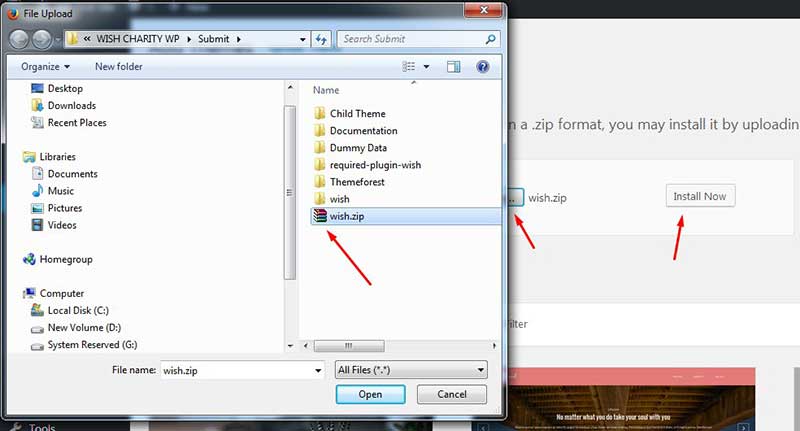 File Upload
« WISH CHARITY WP ▸ Submit ▸
Search Submit
Organize
New folder
Desktop
Downloads
Recent Places
Libraries
Documents
Music
Pictures
Videos
Homegroup
Computer
Local Disk (C:)
New Volume (D:)
System Reserved (G:)
Name
Child Theme
Documentation
Dummy Data
required-plugin-wish
Themeforest
wish
wish.zip
File name: wish.zip
All Files (*.*)
Open
Cancel
n a .zip format, you may install it by uploadin
.. wish.zip
Install Now
Filter
No matter what you do take your soul with you
Tools